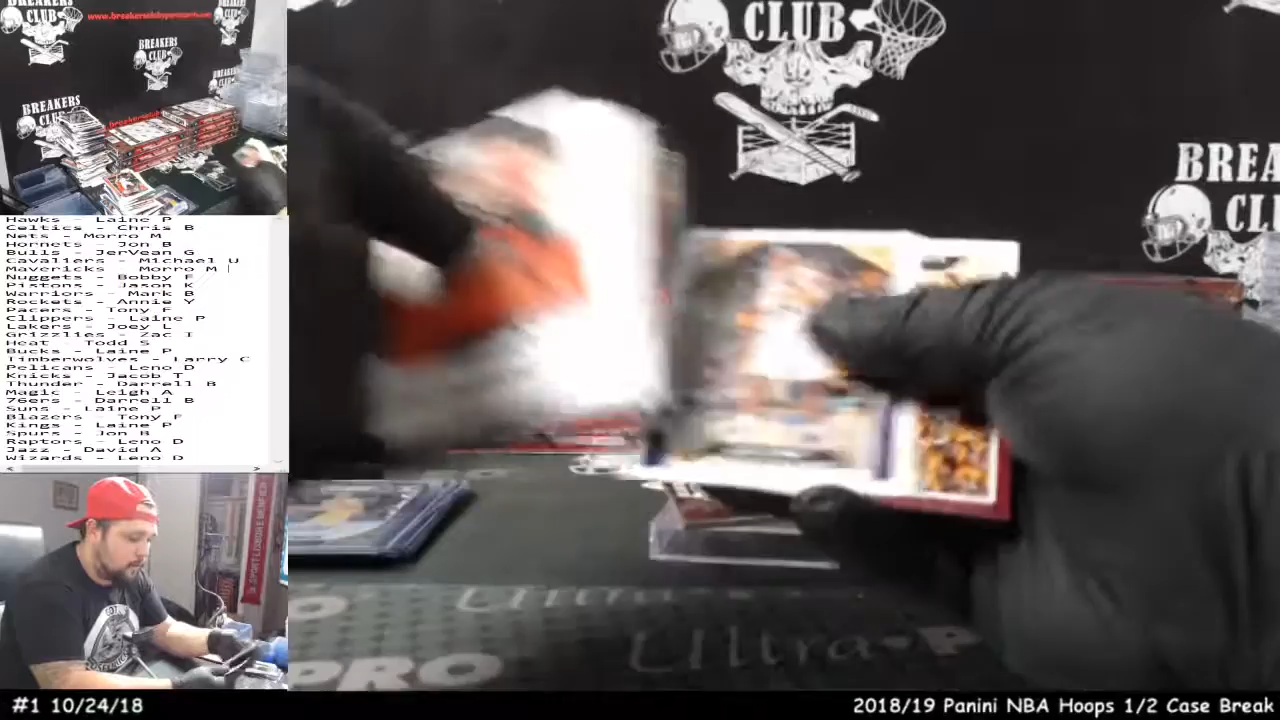 BREAKERS
CLUB
www.breakersclubsportscards.com
BREAKERS
CLUB
BREAKERS
CLUB
Hawks - Laine P
Celtics - Chris B
Nets - Morro M
Hornets - Jon B
Bulls - JerVean G
Cavaliers - Michael U
Mavericks - Morro M
Nuggets - Bobby F
Pistons - Jason K
Warriors - Mark B
Rockets - Annie Y
Pacers - Tony F
Clippers - Laine P
Lakers - Joey L
Grizzlies - Zac I
Heat - Todd S
Bucks - Laine P
Timberwolves - Larry C
Pelicans - Leno D
Knicks - Jacob T
Thunder - Darrell B
Magic - Leigh A
76ers - Darrell B
Suns - Laine P
Blazers - Tony F
Kings - Laine P
Spurs - Jon B
Raptors - Leno D
Jazz - David A
Wizards - Leno D
CLUB
BREA
CLU
Ultra P
PRO
#1 10/24/18
2018/19 Panini NBA Hoops 1/2 Case Break